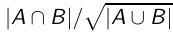 |A ∩ B|/√|A ∪ B|